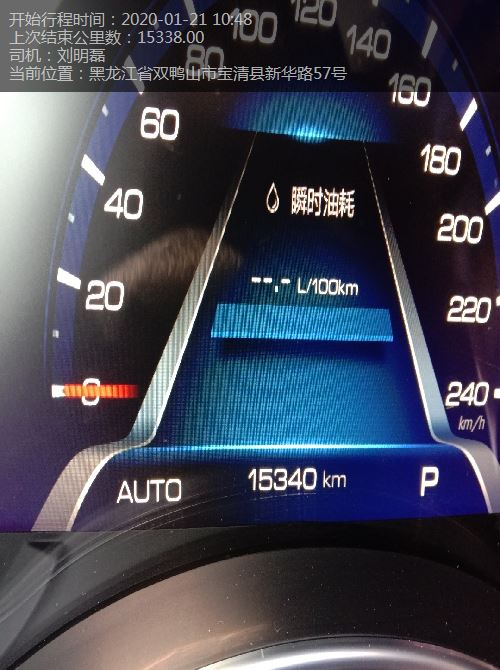 开始行程时间：2020-01-21 10:48
上次结束公里数：15338.00
司机：刘明磊
当前位置：黑龙江省双鸭山市宝清县新华路57号
100
120
140
80
160
60
180
40
200
瞬时油耗
--.- L/100km
20
220
0
240
km/h
AUTO 15340 km P